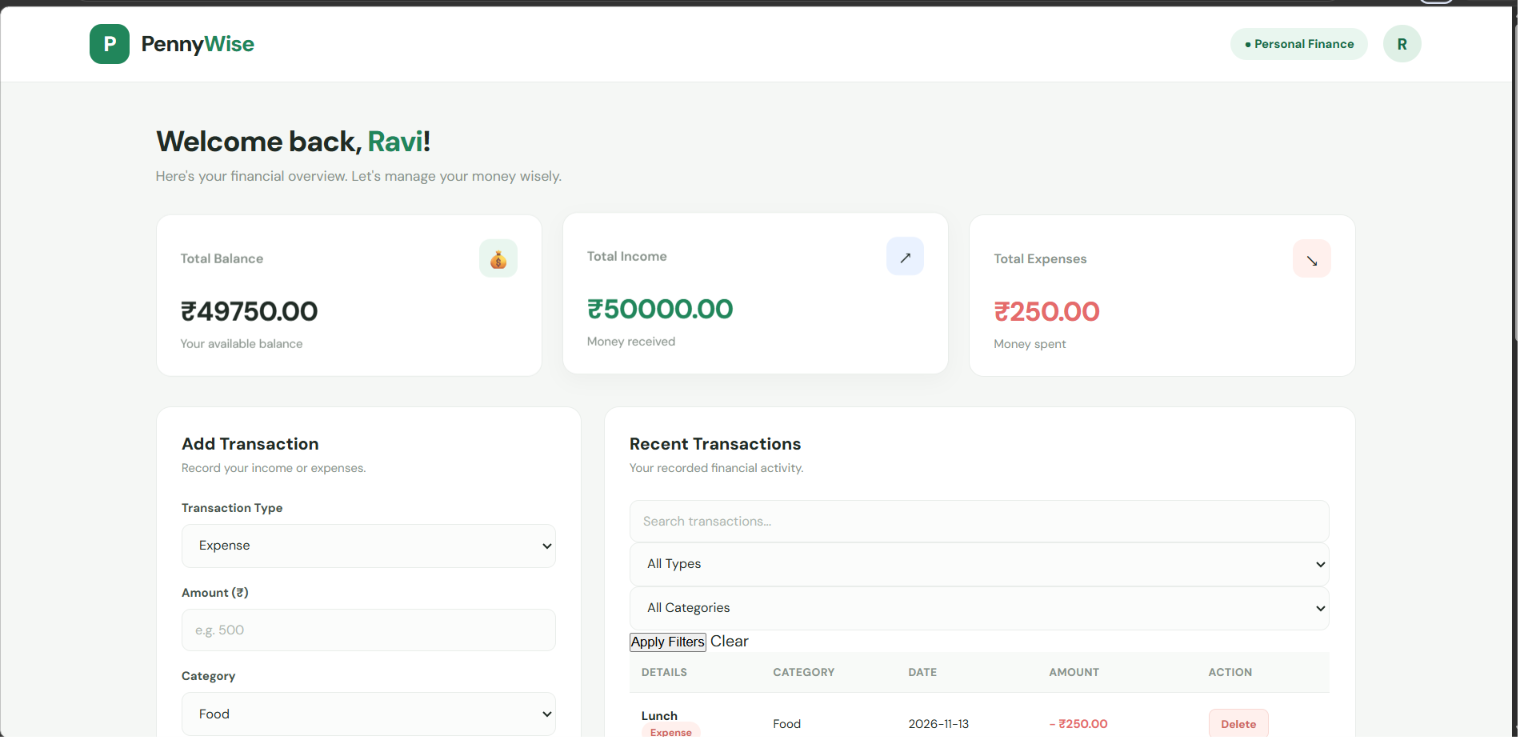 P PennyWise
• Personal Finance
R
Welcome back, Ravi!
Here's your financial overview. Let's manage your money wisely.
Total Balance
₹49750.00
Your available balance
Total Income
↗
₹50000.00
Money received
Total Expenses
↘
₹250.00
Money spent
Add Transaction
Record your income or expenses.
Transaction Type
Expense
Amount (₹)
e.g. 500
Category
Food
Recent Transactions
Your recorded financial activity.
Search transactions...
All Types
All Categories
Apply Filters Clear
DETAILS CATEGORY DATE AMOUNT ACTION
Lunch
Expense
Food 2026-11-13 - ₹250.00 Delete